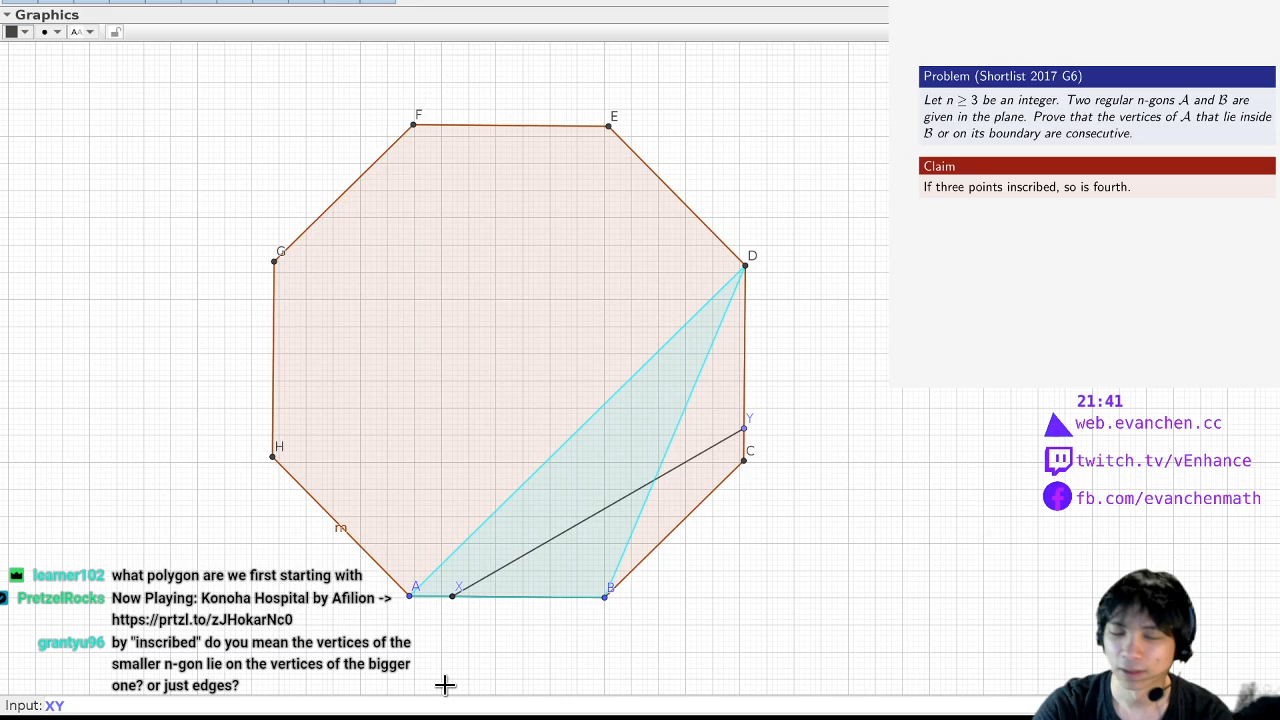 Graphics
AA
Problem (Shortlist 2017 G6)
Let n ≥ 3 be an integer. Two regular n-gons A and B are
given in the plane. Prove that the vertices of A that lie inside
B or on its boundary are consecutive.
Claim
If three points inscribed, so is fourth.
F
E
G
D
Y
H
C
m
A
X
B
21:41
web.evanchen.cc
twitch.tv/vEnhance
fb.com/evanchenmath
learner102 what polygon are we first starting with
PretzelRocks Now Playing: Konoha Hospital by Afilion ->
https://prtzl.to/zJHokarNc0
grantyu96 by "inscribed" do you mean the vertices of the
smaller n-gon lie on the vertices of the bigger
one? or just edges?
Input: XY